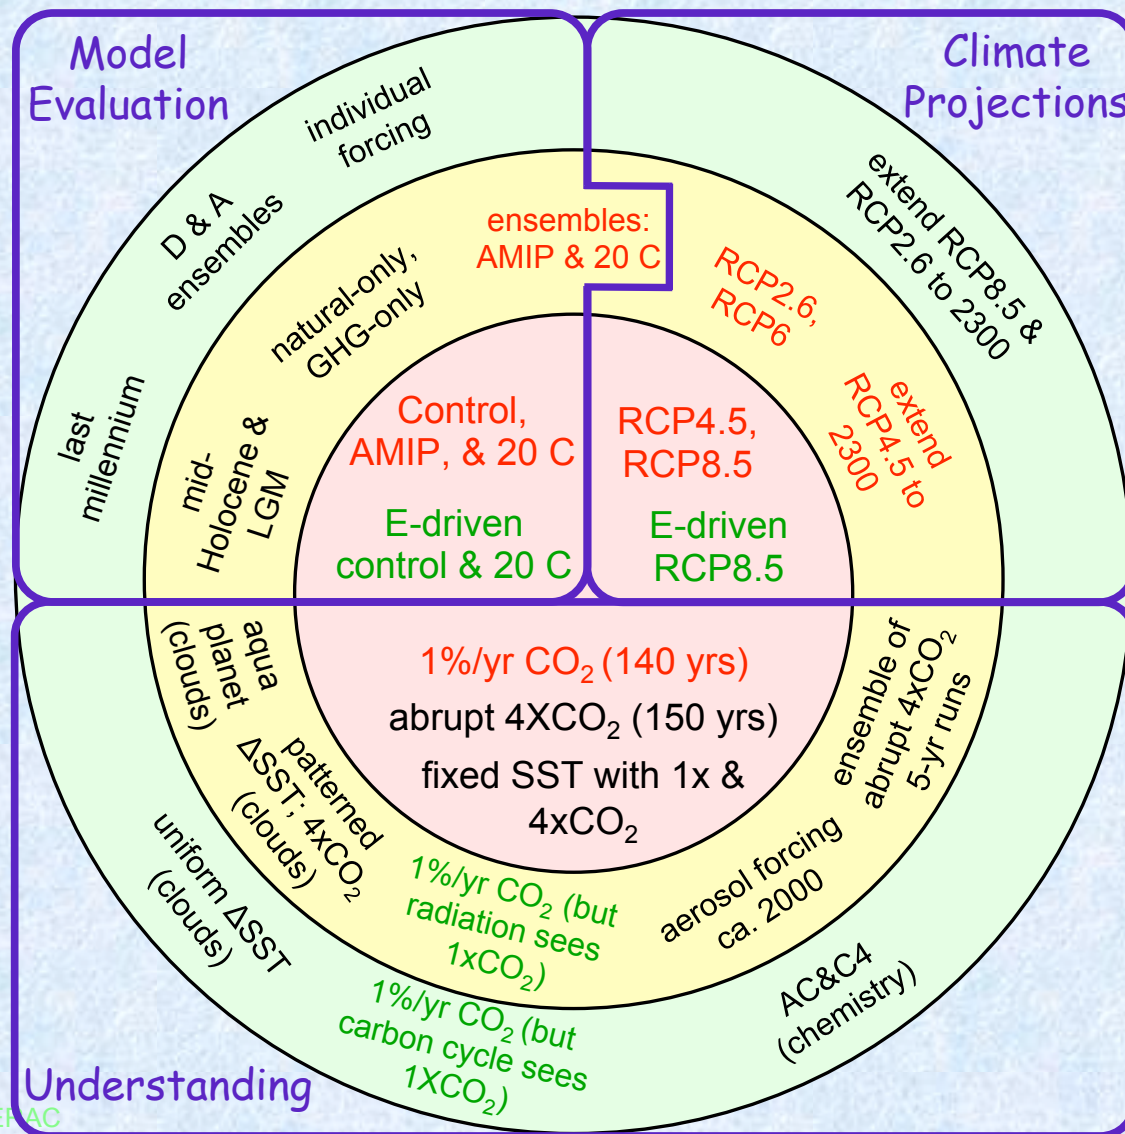 Model
Evaluation
Climate
Projections
individual
forcing
D & A
ensembles
last
millennium
ensembles:
AMIP & 20 C
natural-only,
GHG-only
mid-
Holocene &
LGM
Control,
AMIP, & 20 C
E-driven
control & 20 C
extend RCP8.5 &
RCP2.6 to 2300
RCP2.6,
RCP6
extend
RCP4.5 to
2300
RCP4.5,
RCP8.5
E-driven
RCP8.5
1%/yr CO₂ (140 yrs)
abrupt 4XCO₂ (150 yrs)
fixed SST with 1x &
4xCO₂
aqua
planet
(clouds)
patterned
ΔSST; 4xCO₂
(clouds)
1%/yr CO₂ (but
radiation sees
1xCO₂)
aerosol forcing
ca. 2000
ensemble of
abrupt 4xCO₂
5-yr runs
uniform ΔSST
(clouds)
1%/yr CO₂ (but
carbon cycle sees
1XCO₂)
AC&C4
(chemistry)
Understanding